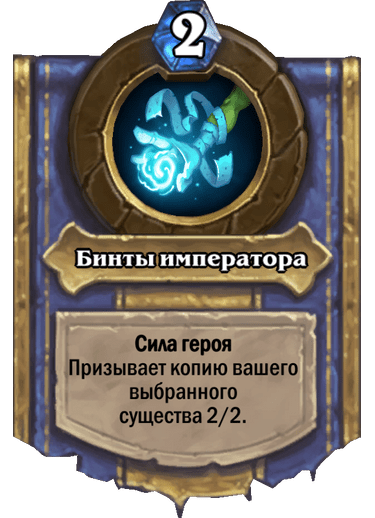 2
Бинты императора
Сила героя
Призывает копию вашего
выбранного
существа 2/2.